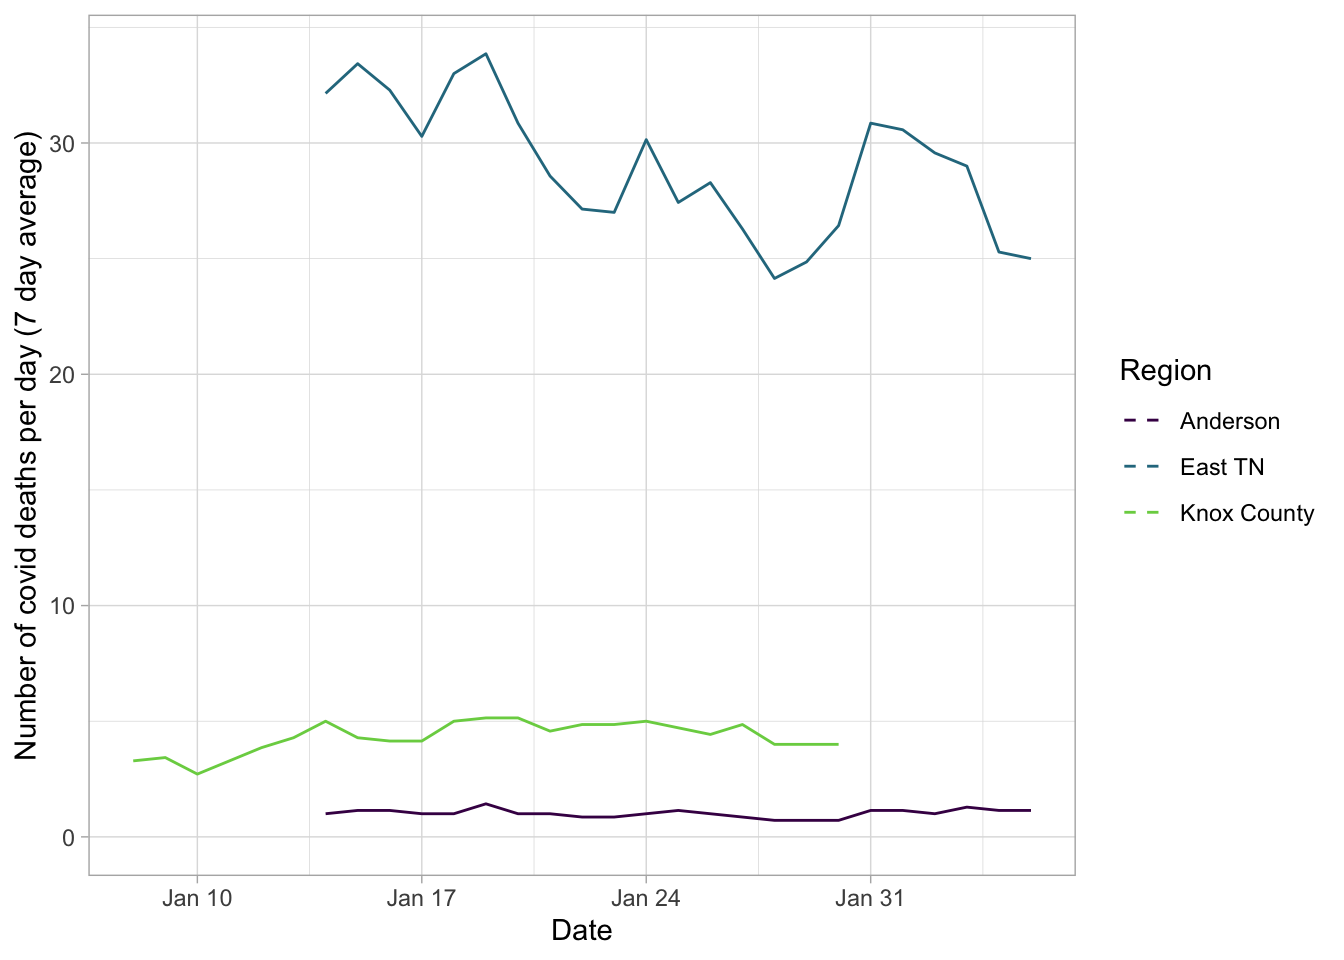 Number of covid deaths per day (7 day average)
30
20
10
0
Jan 10
Jan 17
Jan 24
Jan 31
Date
Region
Anderson
East TN
Knox County